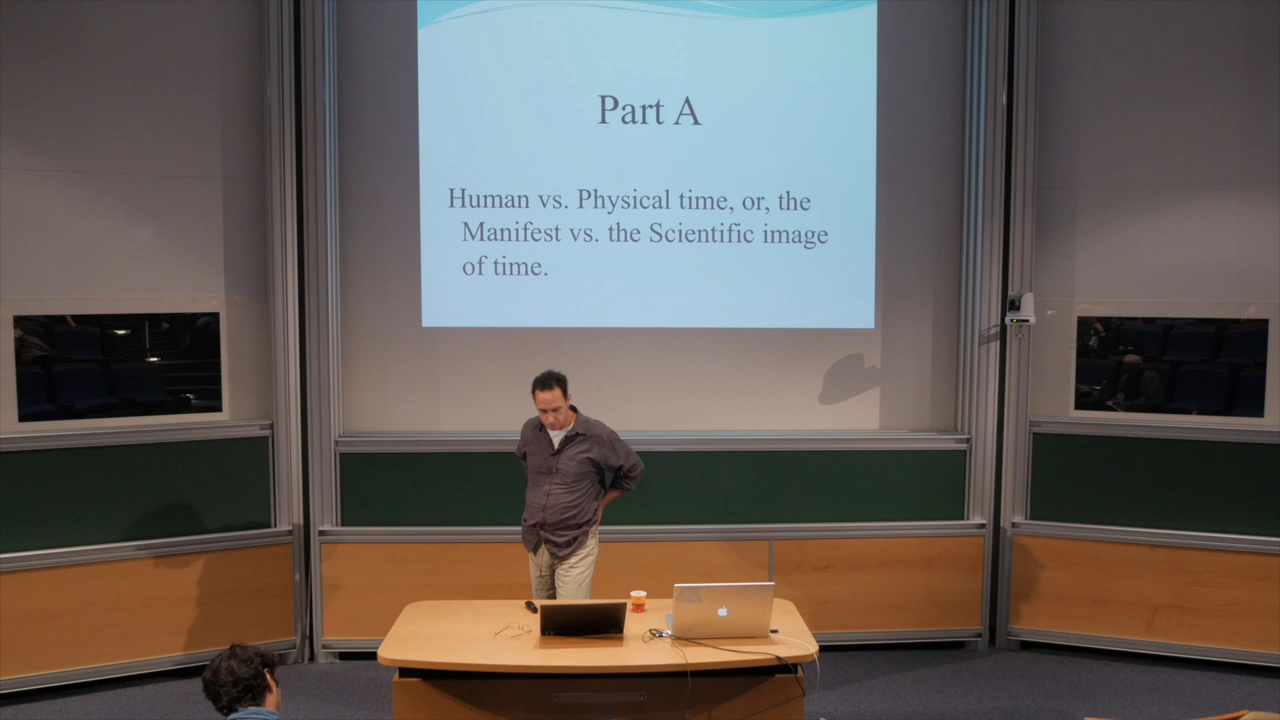 Part A
Human vs. Physical time, or, the
Manifest vs. the Scientific image
of time.